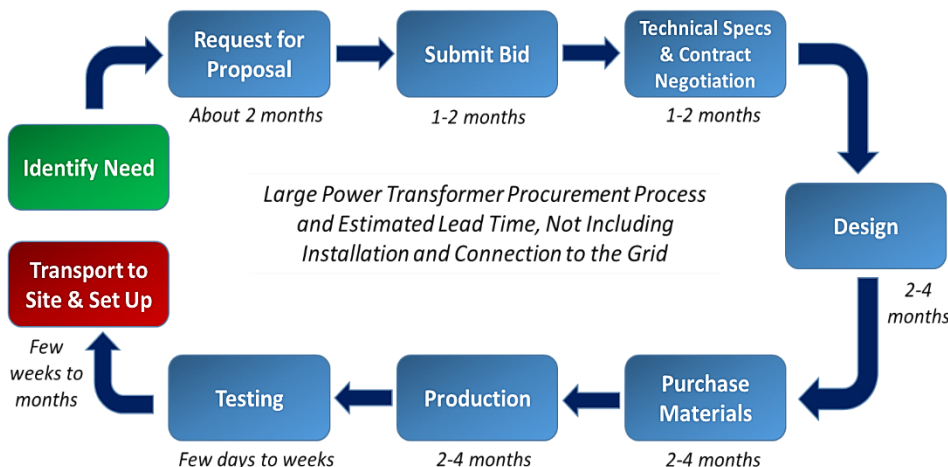 Request for
Proposal
About 2 months
Submit Bid
1-2 months
Technical Specs
& Contract
Negotiation
1-2 months
Identify Need
Large Power Transformer Procurement Process
and Estimated Lead Time, Not Including
Installation and Connection to the Grid
Design
2-4
months
Transport to
Site & Set Up
Few
weeks to
months
Testing
Few days to weeks
Production
2-4 months
Purchase
Materials
2-4 months